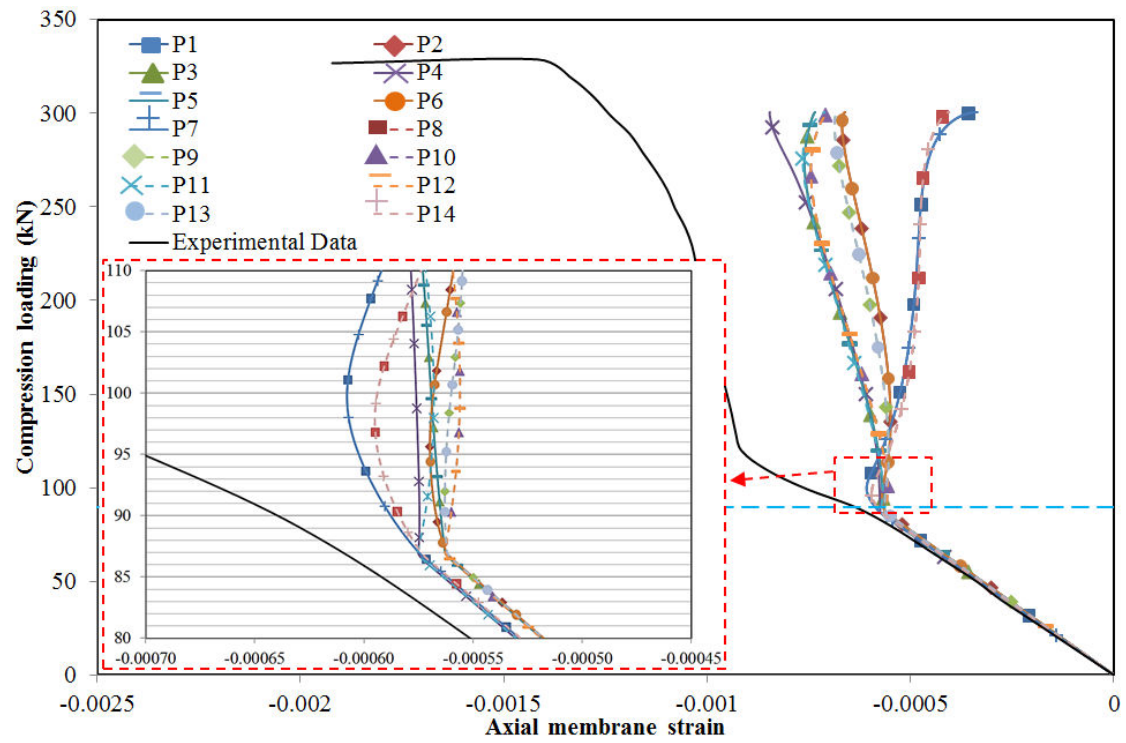 350
300
250
200
150
100
50
0
Compression loading (kN)
P1 P2
P3 P4
P5 P6
P7 P8
P9 P10
P11 P12
P13 P14
Experimental Data
110
105
100
95
90
85
80
-0.00070 -0.00065 -0.00060 -0.00055 -0.00050 -0.00045
-0.0025 -0.002 -0.0015 -0.001 -0.0005 0
Axial membrane strain